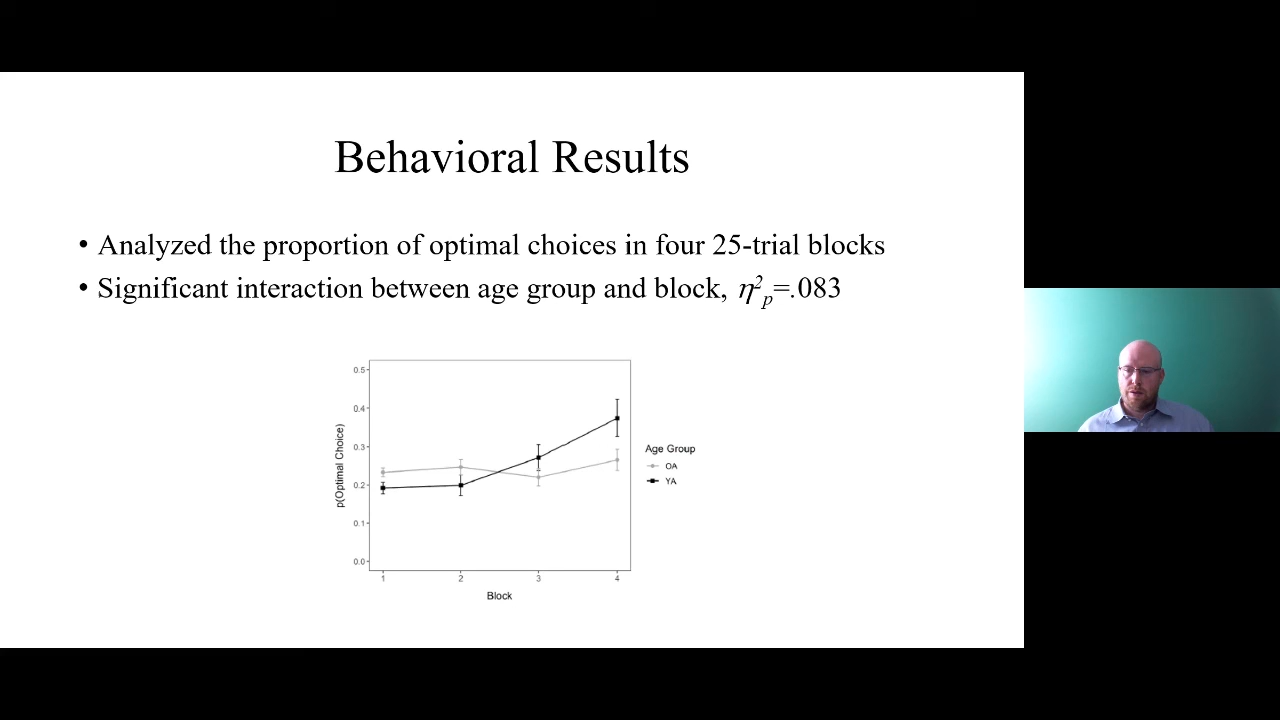 Behavioral Results
• Analyzed the proportion of optimal choices in four 25-trial blocks
• Significant interaction between age group and block, η²p=.083
0.5
0.4
0.3
0.2
0.1
0.0
p(Optimal Choice)
1 2 3 4
Block
Age Group
OA
YA